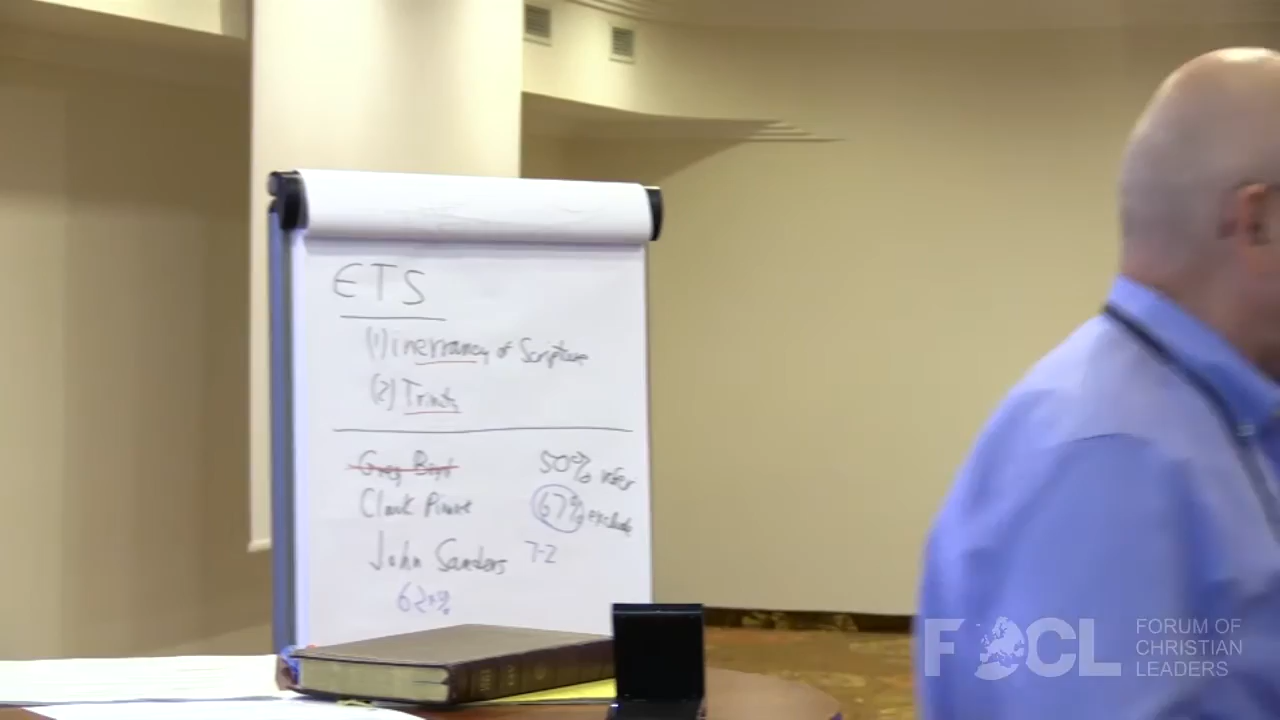 ETS
(1) inerrancy of Scripture
(2) Trinity
Greg Boyd
50% refer
Clark Pinnock
67% exclude
John Sanders 7-2
62+%
FOCL
FORUM OF
CHRISTIAN
LEADERS